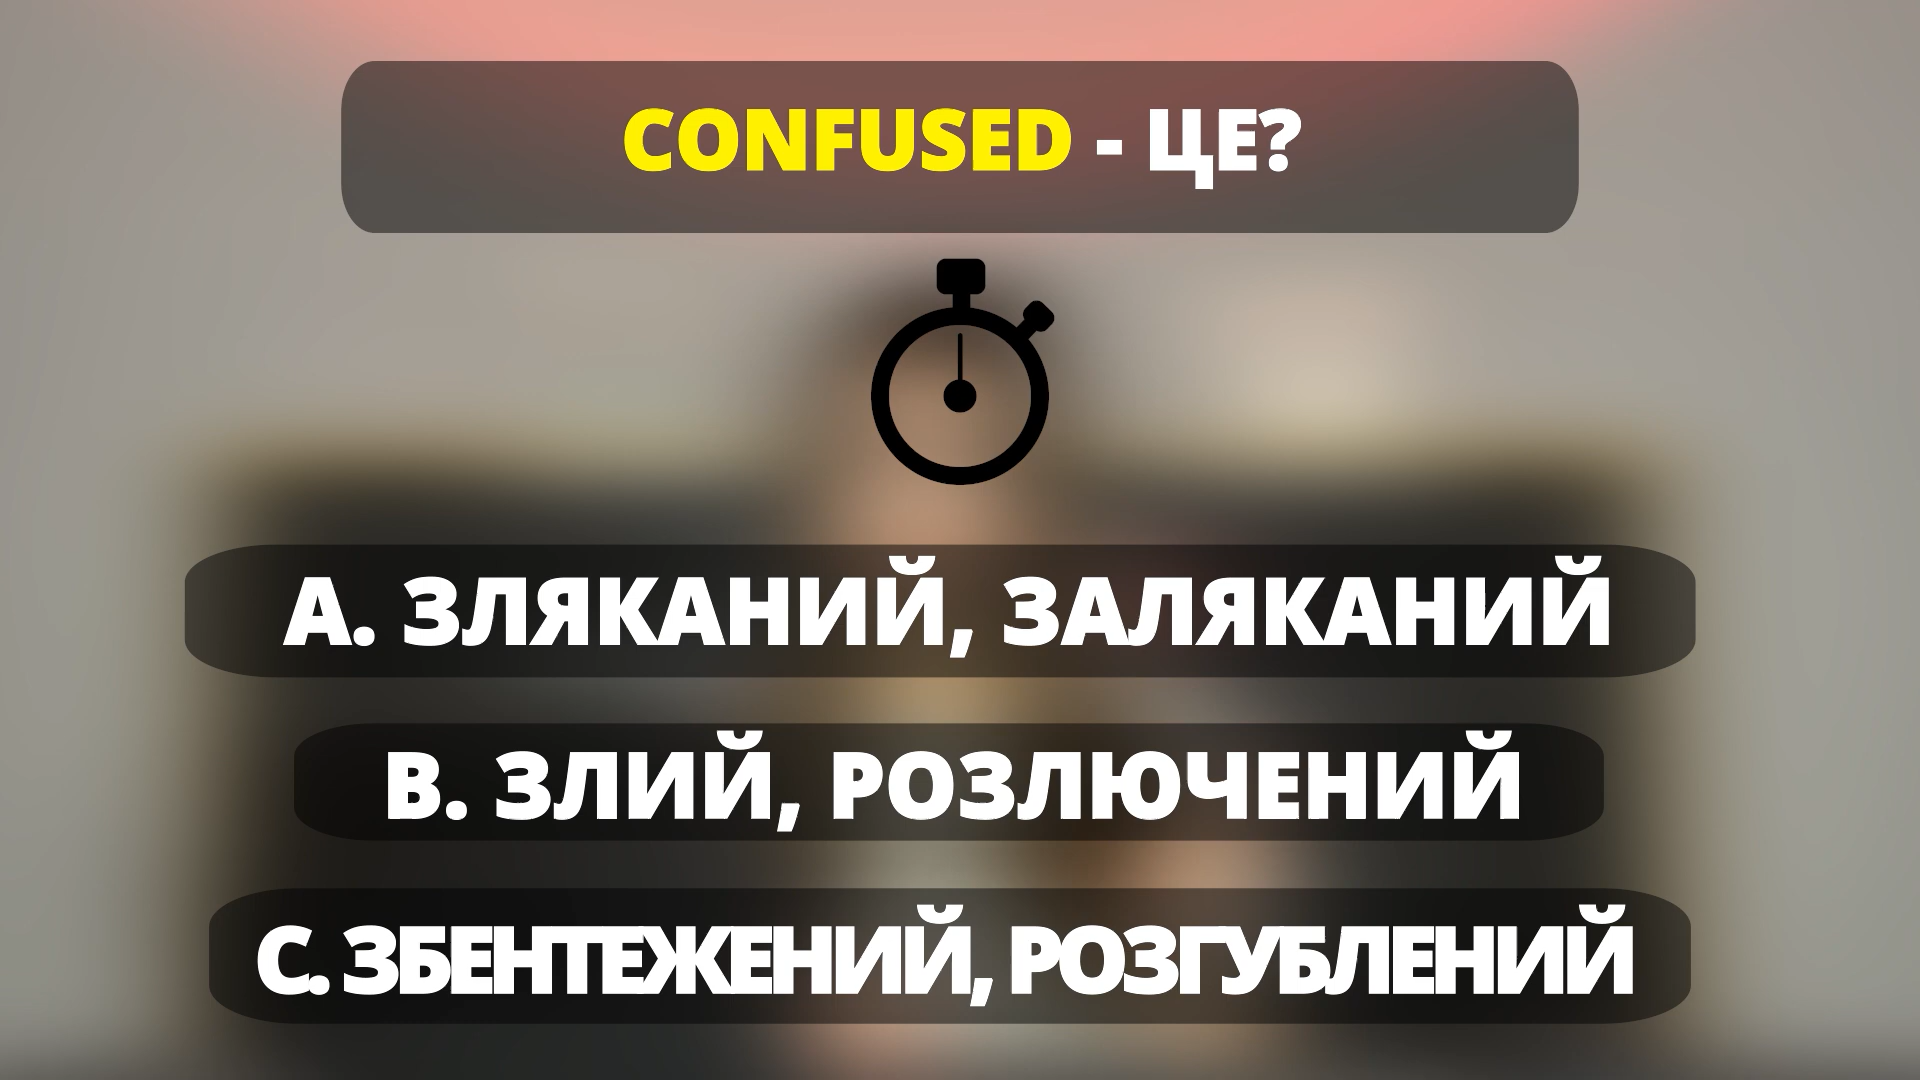 CONFUSED - ЦЕ?
A. ЗЛЯКАНИЙ, ЗАЛЯКАНИЙ
B. ЗЛИЙ, РОЗЛЮЧЕНИЙ
C. ЗБЕНТЕЖЕНИЙ, РОЗГУБЛЕНИЙ